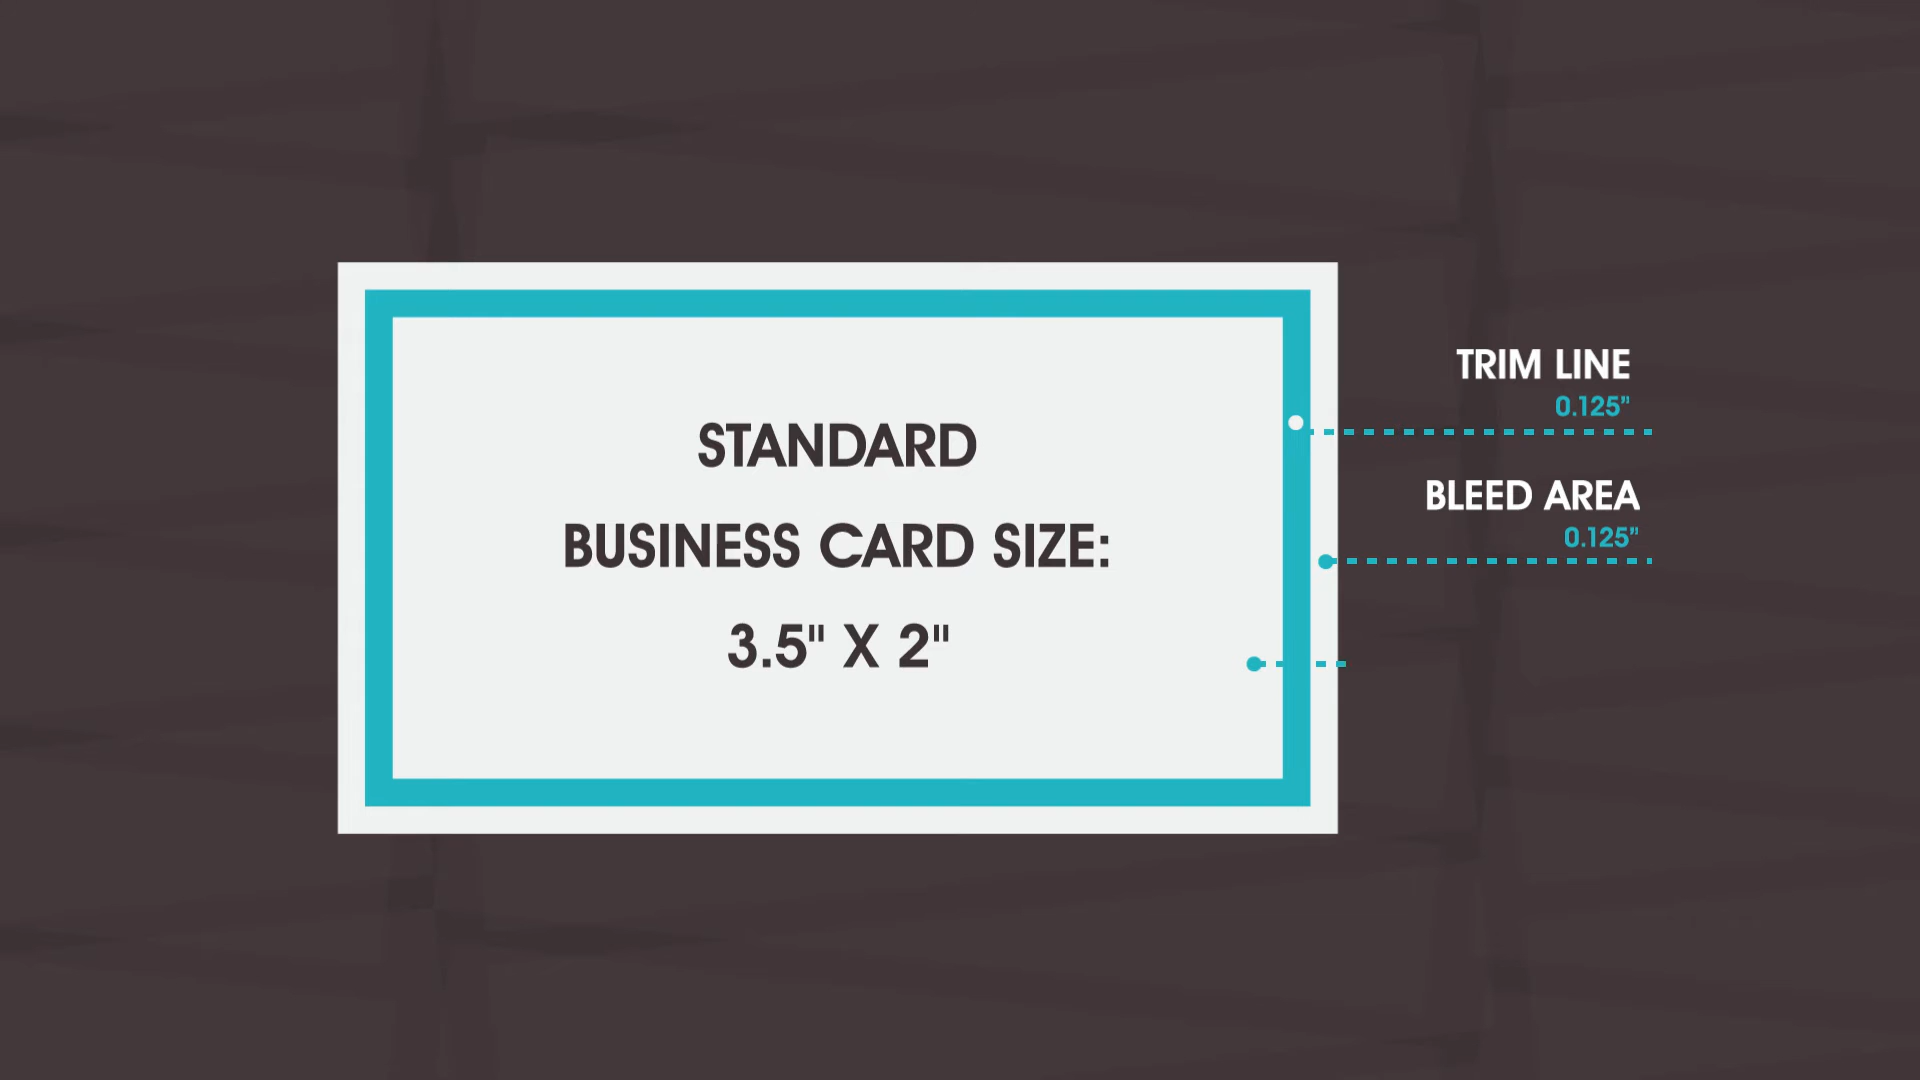 STANDARD
BUSINESS CARD SIZE:
3.5" X 2"
TRIM LINE
0.125"
BLEED AREA
0.125"